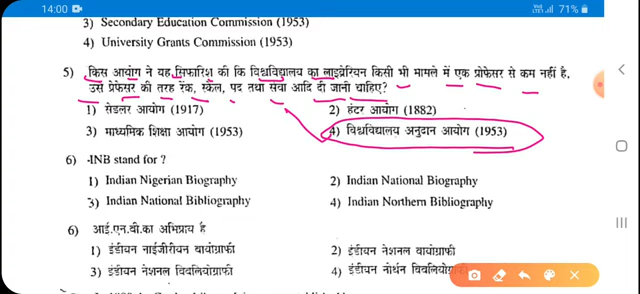 14:00 71%
3) Secondary Education Commission (1953)
4) University Grants Commission (1953)
5) किस आयोग ने यह सिफारिश की कि विश्वविद्यालय का लाइब्रेरियन किसी भी मामले में एक प्रोफेसर से कम नहीं है,
उसे प्रेफेसर की तरह रेंक, स्केल, पद तथा सेवा आदि दी जानी चाहिए?
1) सेडलर आयोग (1917) 2) हंटर आयोग (1882)
3) माध्यमिक शिक्षा आयोग (1953) 4) विश्वविद्यालय अनुदान आयोग (1953)
6) -INB stand for ?
1) Indian Nigerian Biography 2) Indian National Biography
3) Indian National Bibliography 4) Indian Northern Bibliography
6) आई.एन.बी.का अभिप्राय है
1) इंडीयन नाईजीरीयन बायोग्राफी 2) इंडीयन नेशनल बायोग्राफी
3) इंडीयन नेशनल विवलियोग्राफी 4) इंडीयन नोर्थन विवलियोग्राफी